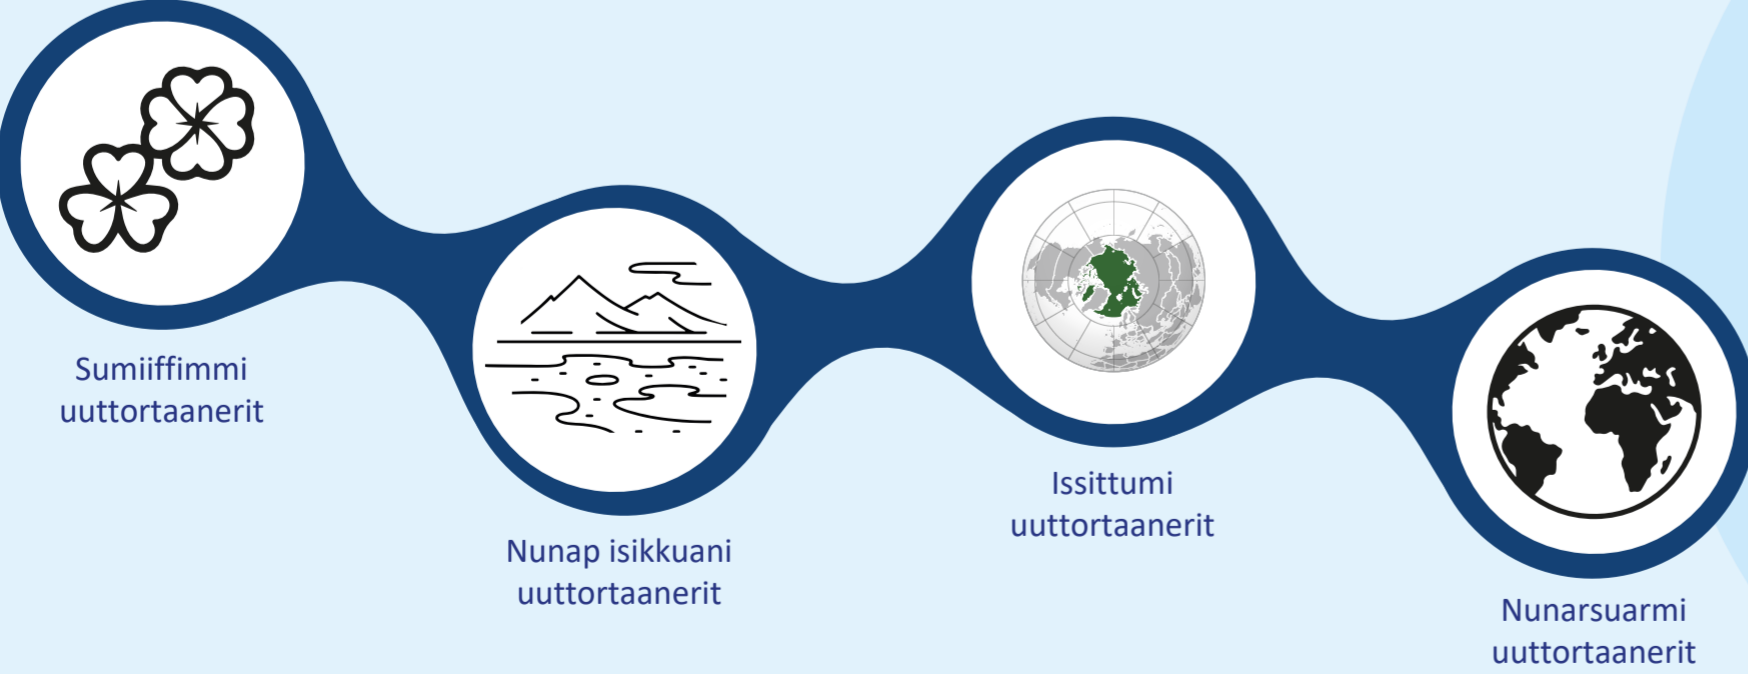 Sumiiffimmi
uuttortaanerit
Nunap isikkuani
uuttortaanerit
Issittumi
uuttortaanerit
Nunarsuarmi
uuttortaanerit